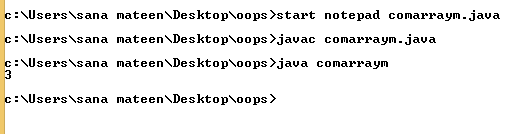 c:\Users\sana mateen\Desktop\oops>start notepad comarraym.java
c:\Users\sana mateen\Desktop\oops>javac comarraym.java
c:\Users\sana mateen\Desktop\oops>java comarraym
3
c:\Users\sana mateen\Desktop\oops>